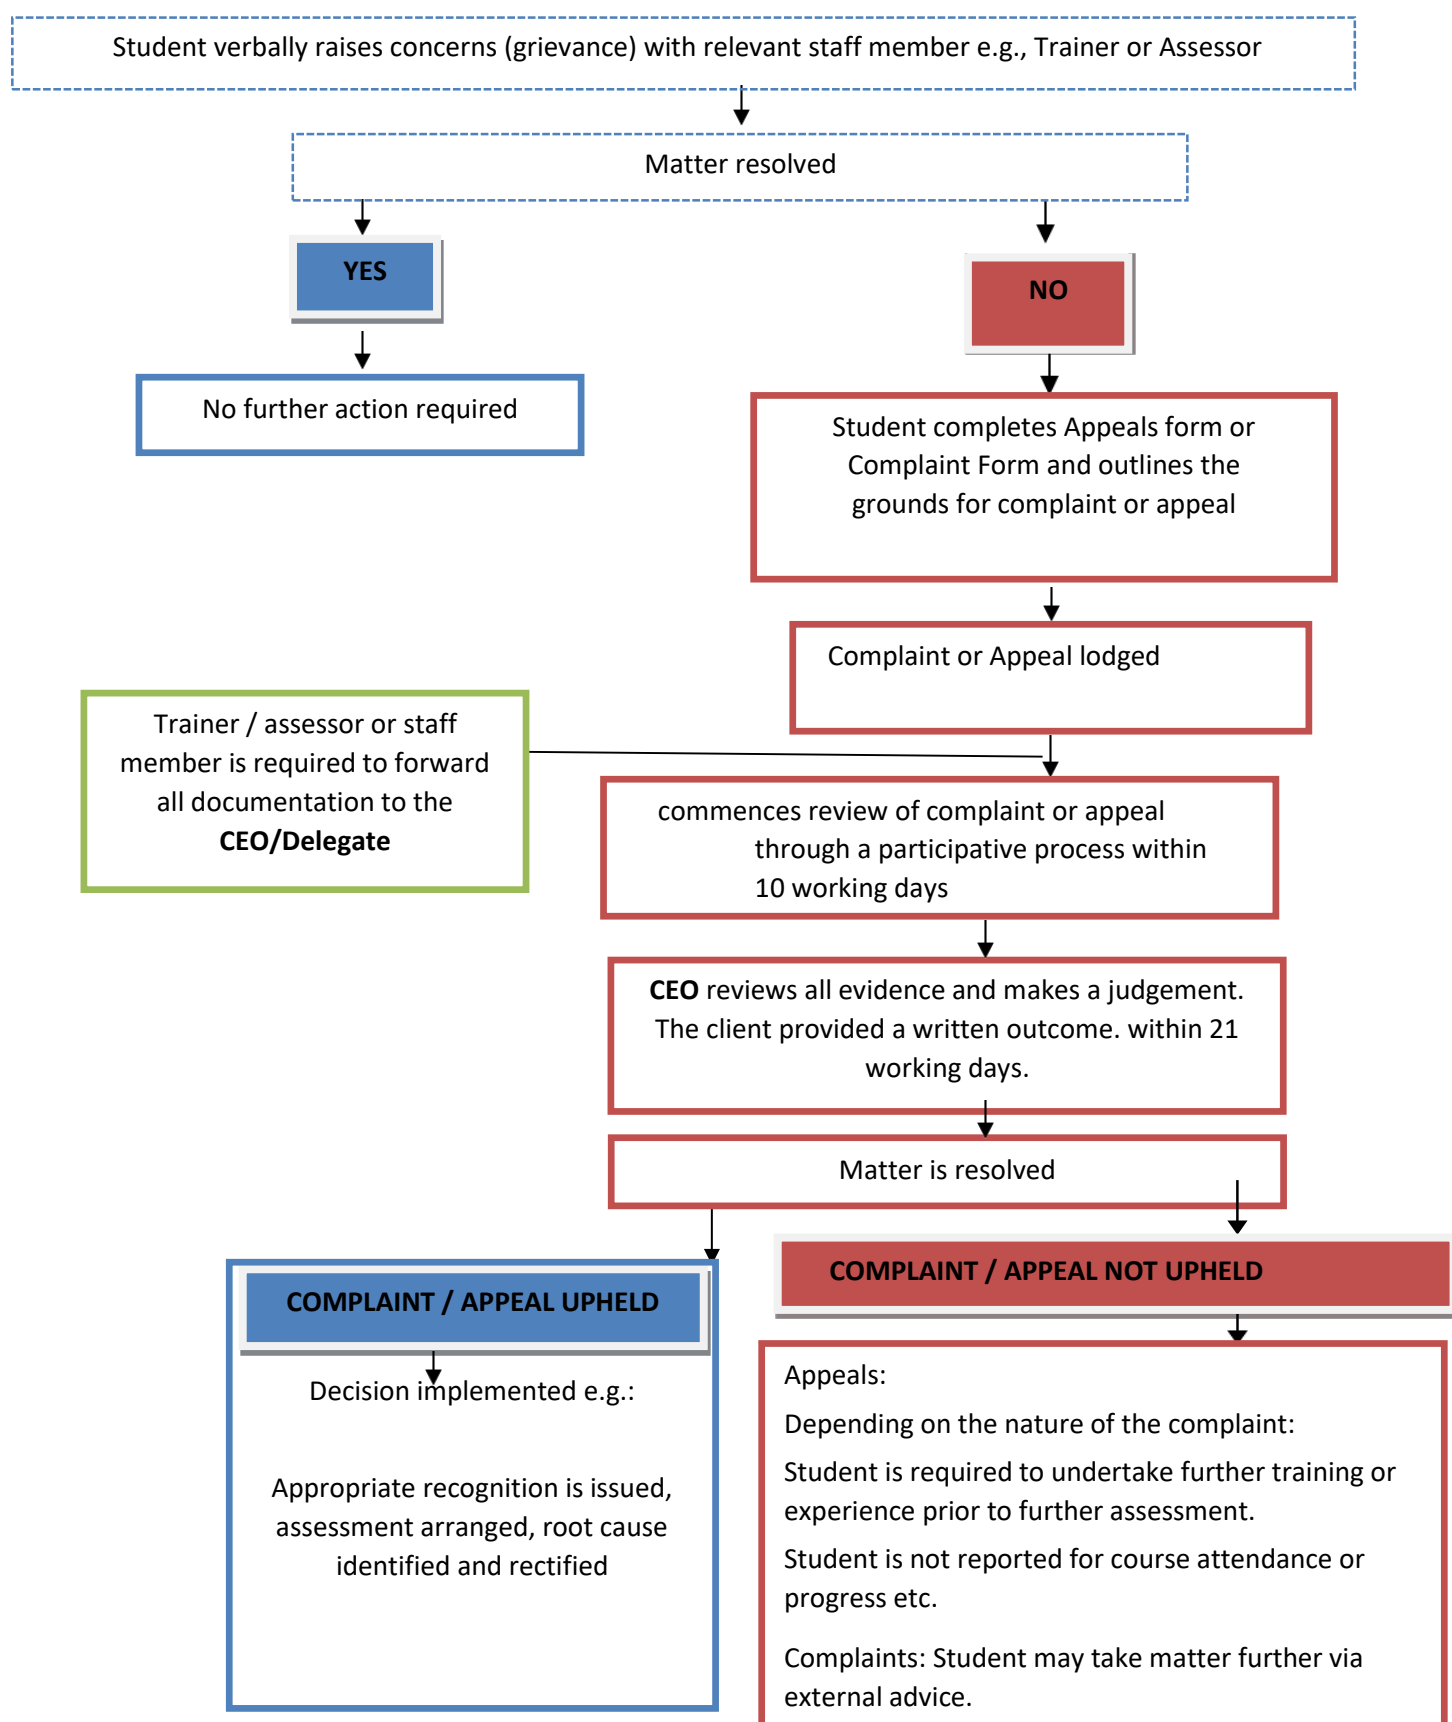 Student verbally raises concerns (grievance) with relevant staff member e.g., Trainer or Assessor
Matter resolved
YES
NO
No further action required
Student completes Appeals form or
Complaint Form and outlines the
grounds for complaint or appeal
Complaint or Appeal lodged
Trainer / assessor or staff
member is required to forward
all documentation to the
CEO/Delegate
commences review of complaint or appeal
through a participative process within
10 working days
CEO reviews all evidence and makes a judgement.
The client provided a written outcome. within 21
working days.
Matter is resolved
COMPLAINT / APPEAL UPHELD
Decision implemented e.g.:
Appropriate recognition is issued,
assessment arranged, root cause
identified and rectified
COMPLAINT / APPEAL NOT UPHELD
Appeals:
Depending on the nature of the complaint:
Student is required to undertake further training or
experience prior to further assessment.
Student is not reported for course attendance or
progress etc.
Complaints: Student may take matter further via
external advice.